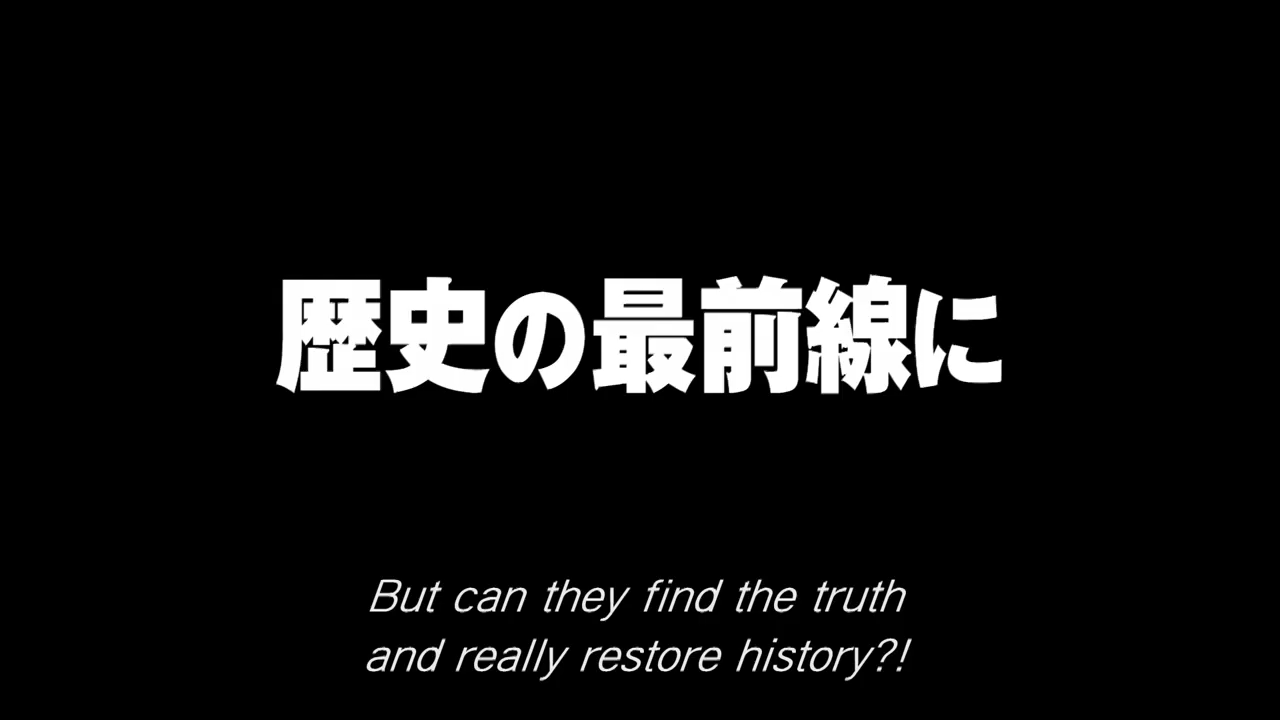 歴史の最前線に
But can they find the truth
and really restore history?!